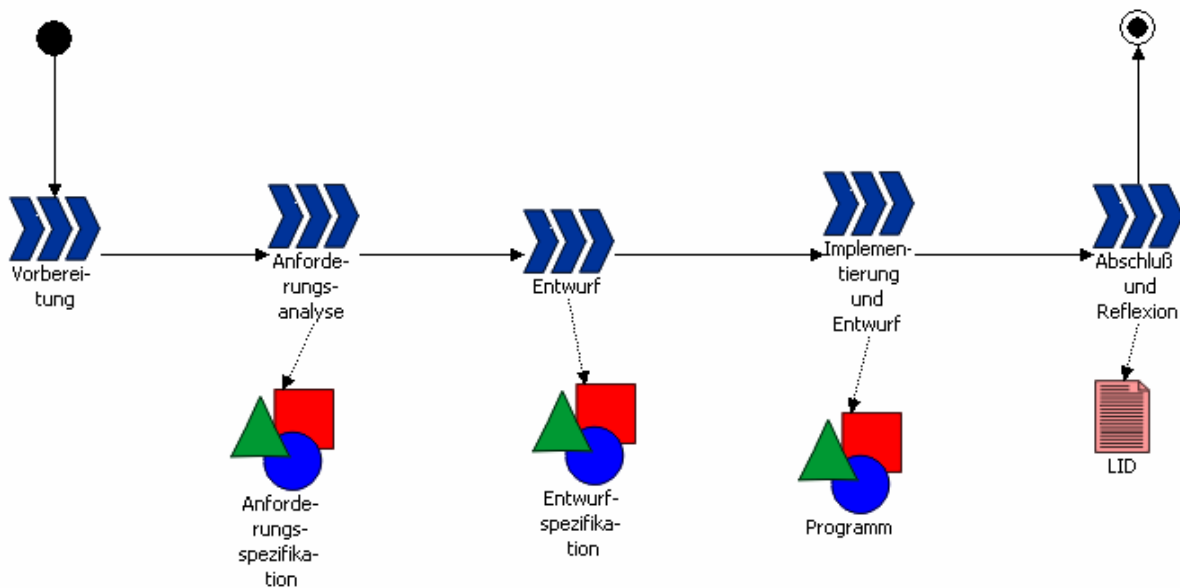 Vorberei-
tung
Anforde-
rungs-
analyse
Entwurf
Implemen-
tierung
und
Entwurf
Abschluß
und
Reflexion
Anforde-
rungs-
spezifika-
tion
Entwurf-
spezifika-
tion
Programm
LID